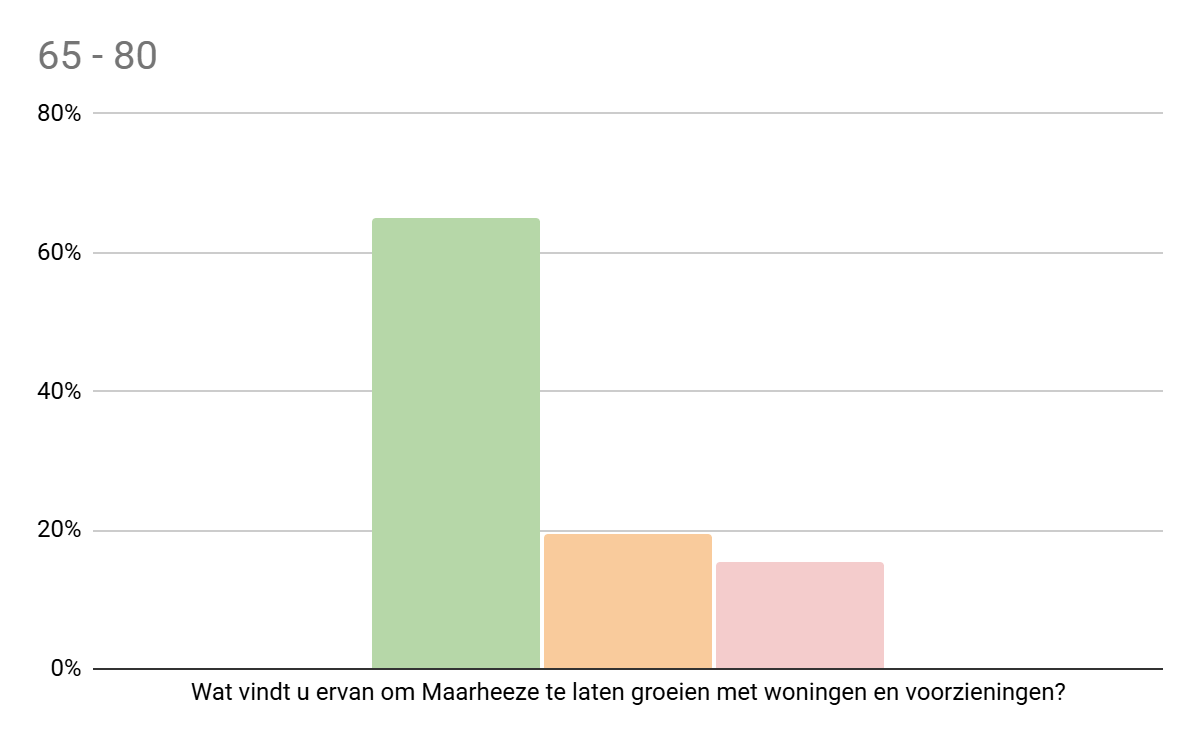 65 - 80
80%
60%
40%
20%
0%
Wat vindt u ervan om Maarheeze te laten groeien met woningen en voorzieningen?